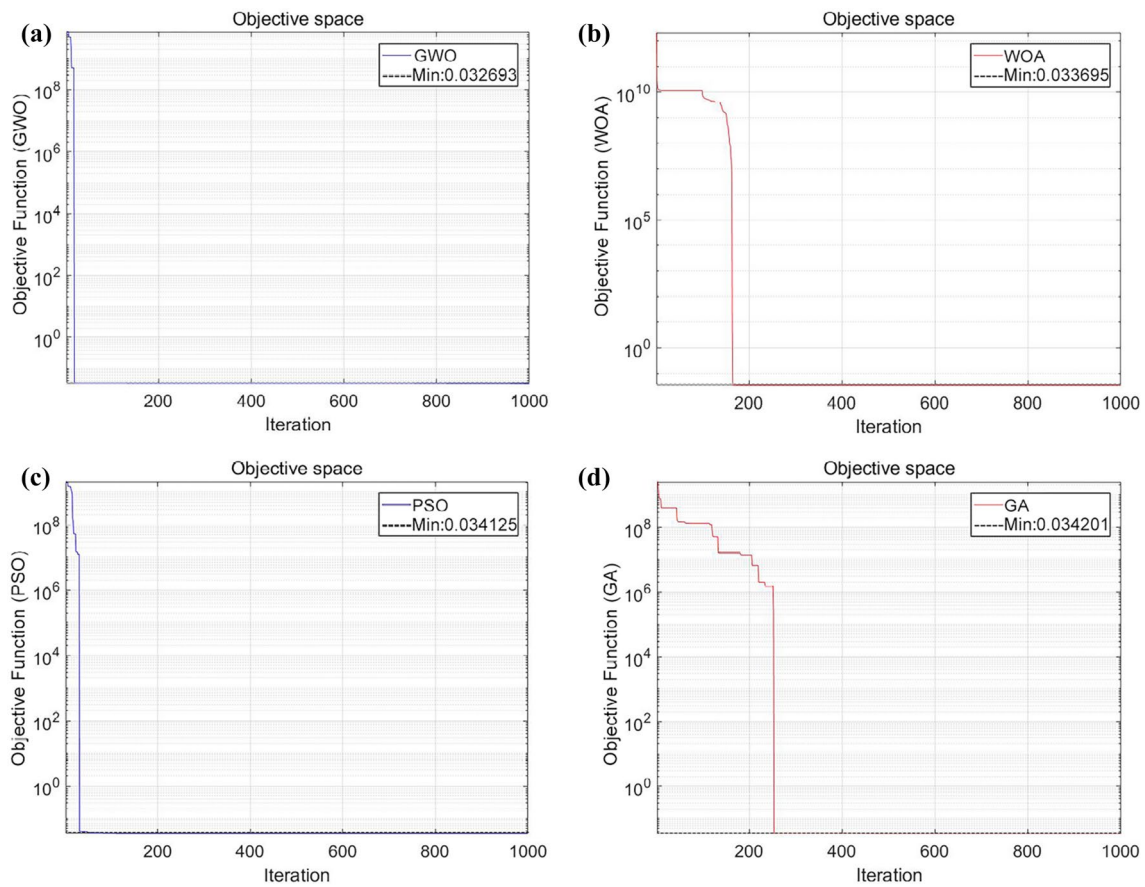 (a)
Objective space
GWO
Min:0.032693
Objective Function (GWO)
10^8
10^6
10^4
10^2
10^0
200 400 600 800 1000
Iteration
(b)
Objective space
WOA
Min:0.033695
Objective Function (WOA)
10^10
10^5
10^0
200 400 600 800 1000
Iteration
(c)
Objective space
PSO
Min:0.034125
Objective Function (PSO)
10^8
10^6
10^4
10^2
10^0
200 400 600 800 1000
Iteration
(d)
Objective space
GA
Min:0.034201
Objective Function (GA)
10^8
10^6
10^4
10^2
10^0
200 400 600 800 1000
Iteration